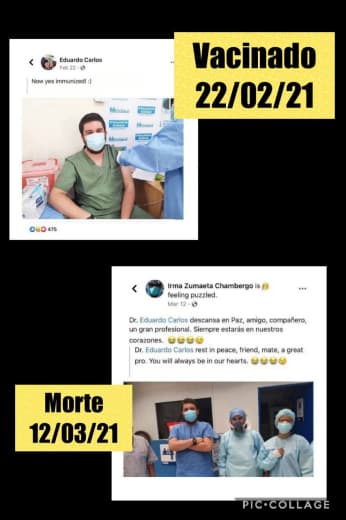 Vacinado
22/02/21
Eduardo Carlos
Feb 22
Now yes immunized! :)
475
Irma Zumaeta Chambergo is
feeling puzzled.
Mar 12
Dr. Eduardo Carlos descansa en Paz, amigo, compañero,
un gran profesional. Siempre estarás en nuestros
corazones. 😭😭😭😢
Dr. Eduardo Carlos rest in peace, friend, mate, a great
pro. You will always be in our hearts. 😭😭😭😢
Morte
12/03/21
PIC•COLLAGE